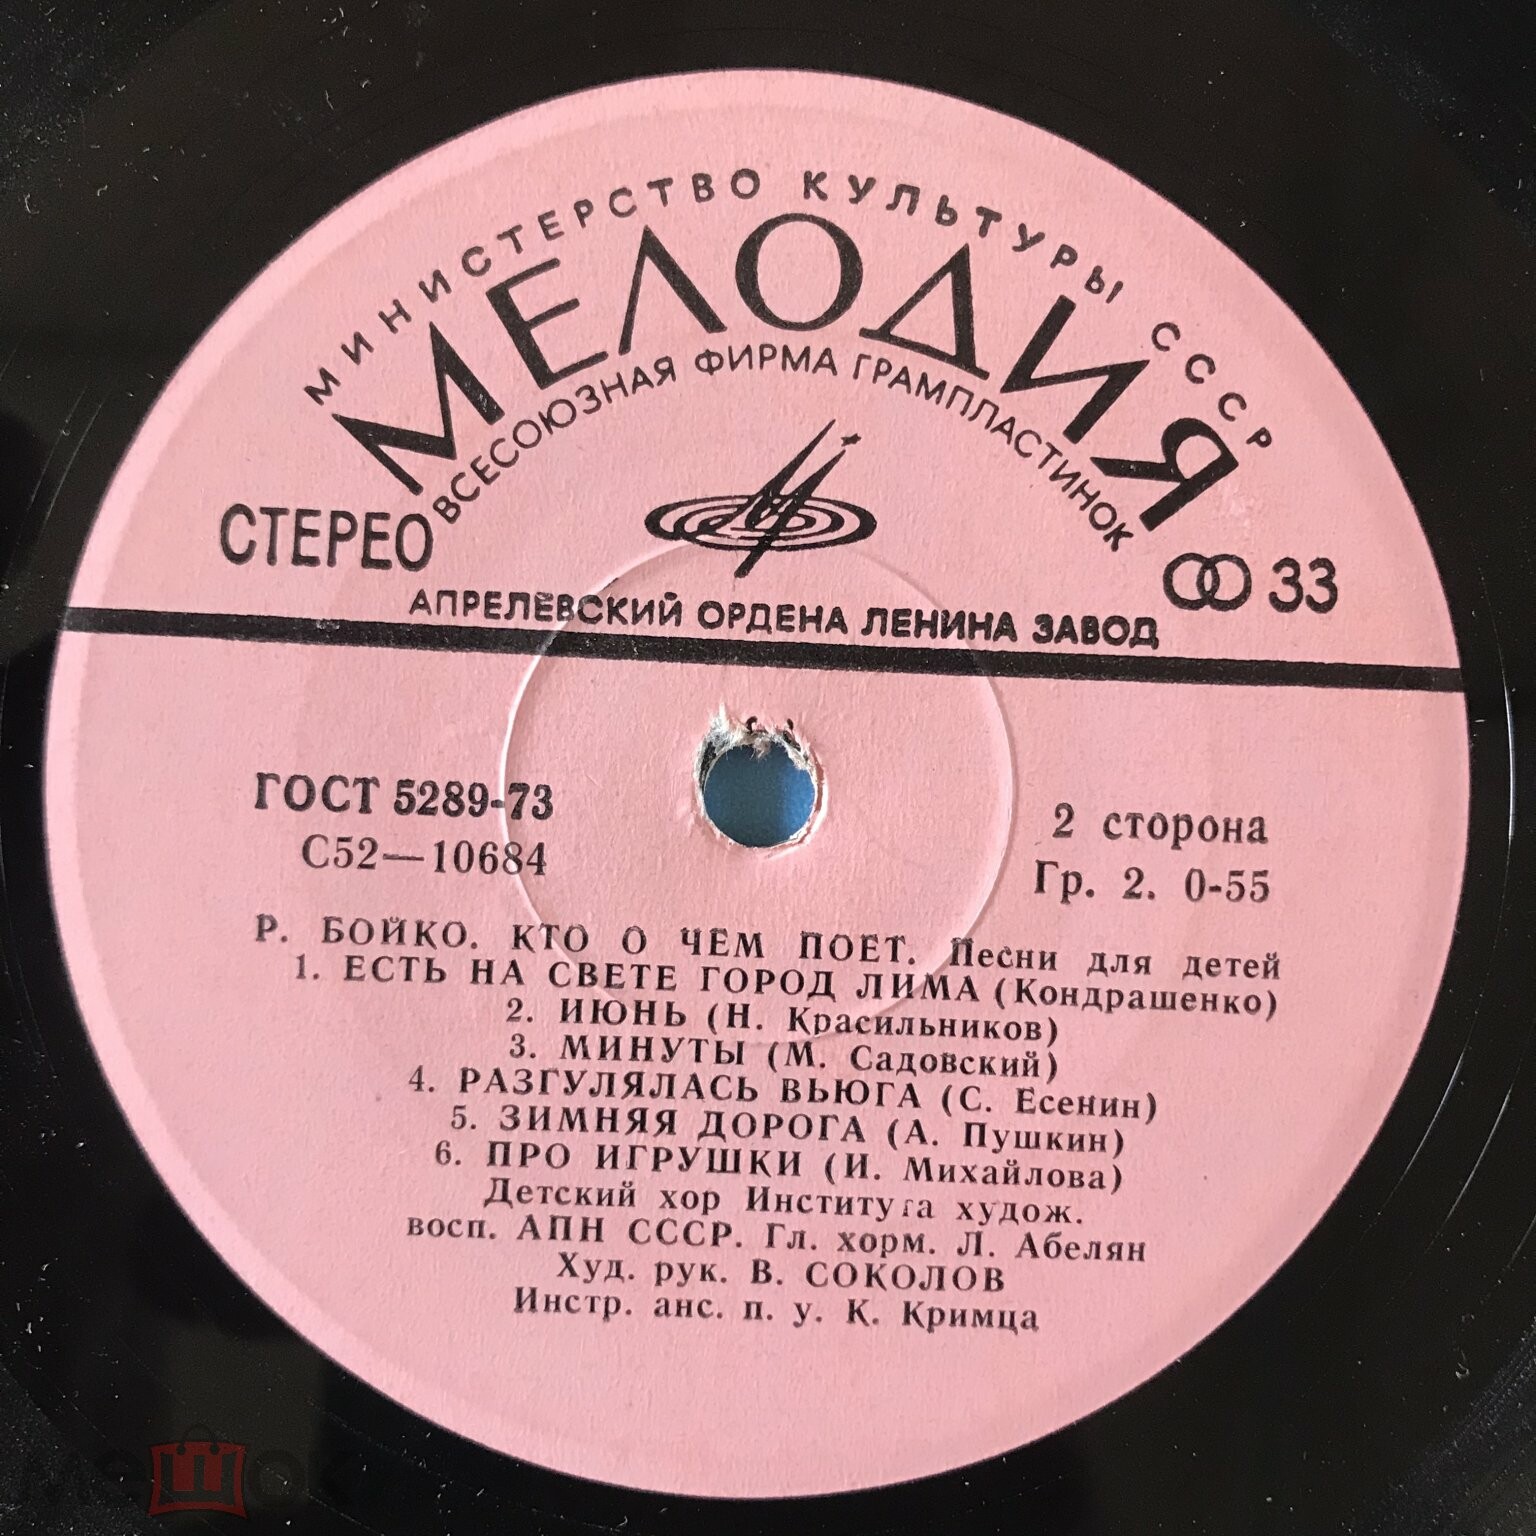 МИНИСТЕРСТВО КУЛЬТУРЫ СССР
МЕЛОДИЯ
ВСЕСОЮЗНАЯ ФИРМА ГРАМПЛАСТИНОК
СТЕРЕО
33
АПРЕЛЕВСКИЙ ОРДЕНА ЛЕНИНА ЗАВОД
ГОСТ 5289-73
С52—10684
2 сторона
Гр. 2. 0-55
Р. БОЙКО. КТО О ЧЕМ ПОЕТ. Песни для детей
1. ЕСТЬ НА СВЕТЕ ГОРОД ЛИМА (Кондрашенко)
2. ИЮНЬ (Н. Красильников)
3. МИНУТЫ (М. Садовский)
4. РАЗГУЛЯЛАСЬ ВЬЮГА (С. Есенин)
5. ЗИМНЯЯ ДОРОГА (А. Пушкин)
6. ПРО ИГРУШКИ (И. Михайлова)
Детский хор Института худож.
восп. АПН СССР. Гл. хорм. Л. Абелян
Худ. рук. В. СОКОЛОВ
Инстр. анс. п. у. К. Кримца
мешок